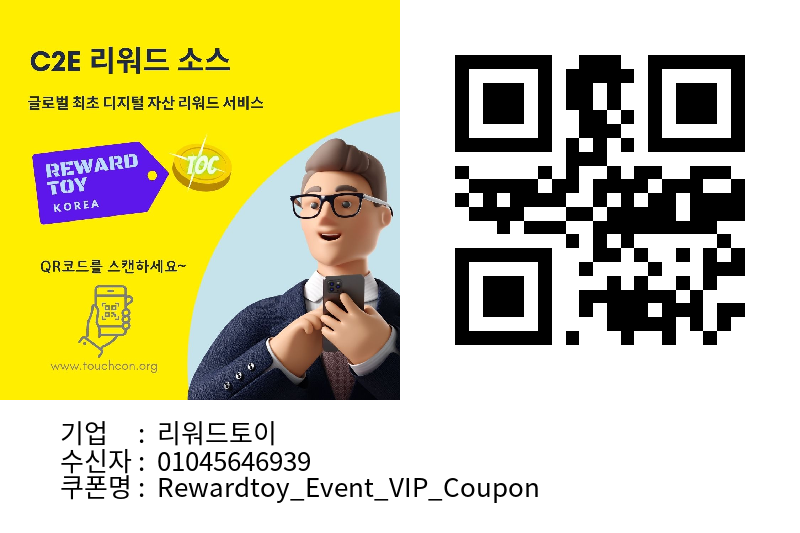 C2E 리워드 소스
글로벌 최초 디지털 자산 리워드 서비스
REWARD
TOY
KOREA
TOC
QR코드를 스캔하세요~
www.touchcon.org
기업 : 리워드토이
수신자 : 01045646939
쿠폰명 : Rewardtoy_Event_VIP_Coupon